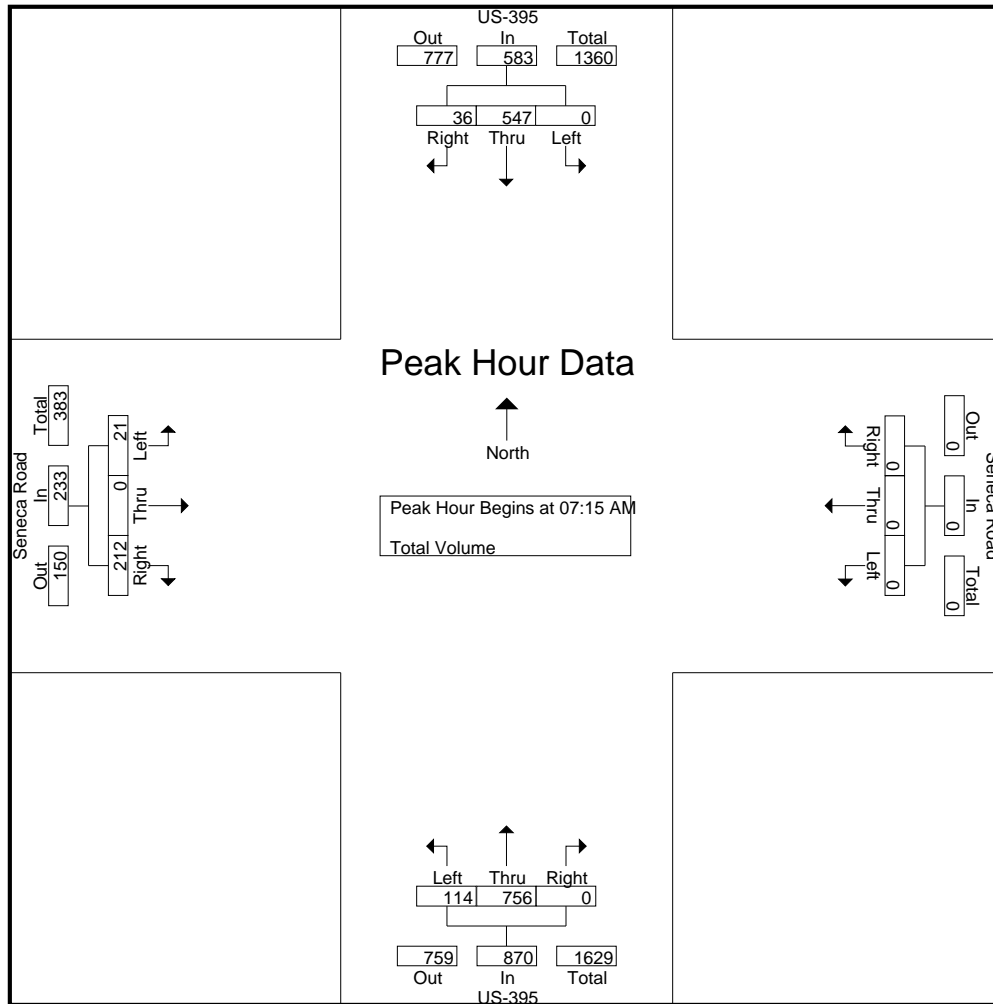 US-395
Out In Total
777 583 1360
36 547 0
Right Thru Left
Peak Hour Data
North
Peak Hour Begins at 07:15 AM
Total Volume
Seneca Road
Total In Out
383 233 150
21 0 212
Left Thru Right
Right Thru Left
0 0 0
Out In Total
0 0 0
Seneca Road
Left Thru Right
114 756 0
759 870 1629
Out In Total
US-395